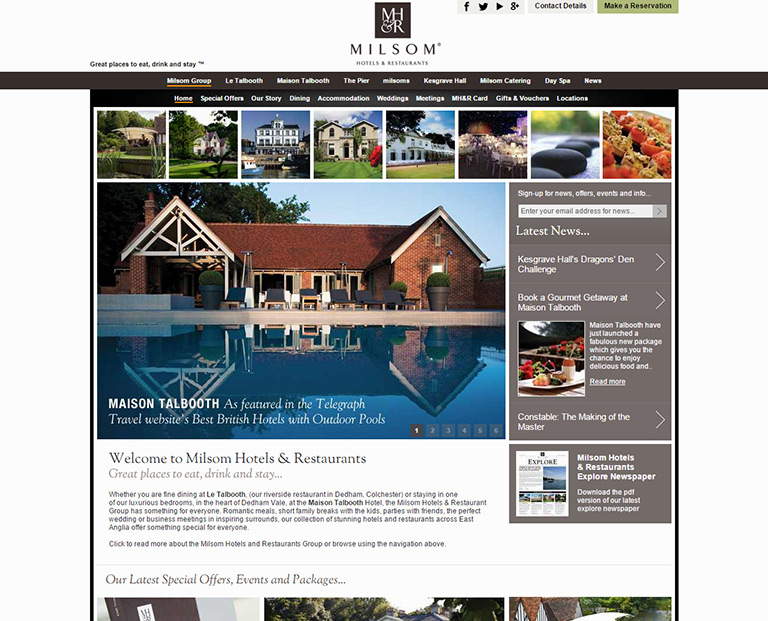 MH
&R
MILSOM®
HOTELS & RESTAURANTS
Great places to eat, drink and stay ™
Contact Details
Make a Reservation
Milsom Group Le Talbooth Maison Talbooth The Pier milsoms Kesgrave Hall Milsom Catering Day Spa News
Home Special Offers Our Story Dining Accommodation Weddings Meetings MH&R Card Gifts & Vouchers Locations
MAISON TALBOOTH As featured in the Telegraph
Travel website's Best British Hotels with Outdoor Pools
1 2 3 4 5 6
Sign-up for news, offers, events and info...
Enter your email address for news...
Latest News...
Kesgrave Hall's Dragons' Den
Challenge
Book a Gourmet Getaway at
Maison Talbooth
Maison Talbooth have
just launched a
fabulous new package
which gives you the
chance to enjoy
delicious food and..
Read more
Constable: The Making of the
Master
EXPLORE
Milsom Hotels
& Restaurants
Explore Newspaper
Download the pdf
version of our latest
explore newspaper
Welcome to Milsom Hotels & Restaurants
Great places to eat, drink and stay...
Whether you are fine dining at Le Talbooth, (our riverside restaurant in Dedham, Colchester) or staying in one
of our luxurious bedrooms, in the heart of Dedham Vale, at the Maison Talbooth Hotel, the Milsom Hotels & Restaurant
Group has something for everyone. Romantic meals, short family breaks with the kids, parties with friends, the perfect
wedding or business meetings in inspiring surrounds, our collection of stunning hotels and restaurants across East
Anglia offer something special for everyone.
Click to read more about the Milsom Hotels and Restaurants Group or browse using the navigation above.
Our Latest Special Offers, Events and Packages...
MH
&R